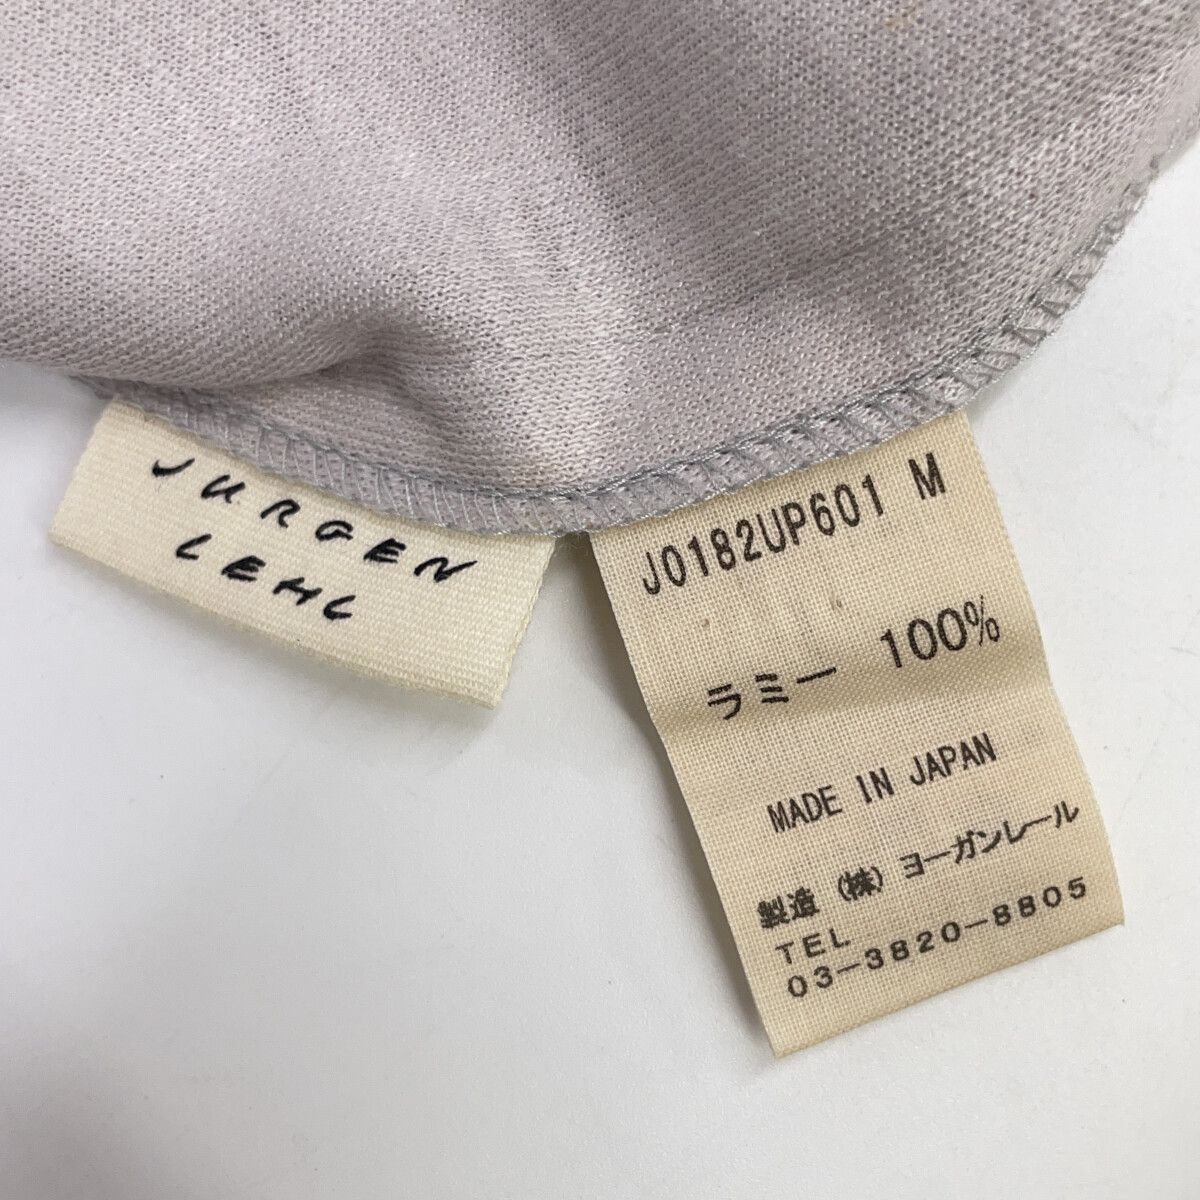 JURGEN
LEHL
J0182UP601 M
ラミー 100%
MADE IN JAPAN
製造 (株) ヨーガンレール
TEL
03-3820-8805